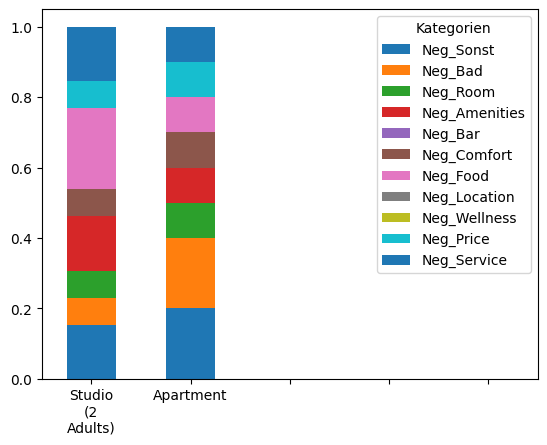 Kategorien
Neg_Sonst
Neg_Bad
Neg_Room
Neg_Amenities
Neg_Bar
Neg_Comfort
Neg_Food
Neg_Location
Neg_Wellness
Neg_Price
Neg_Service
1.0
0.8
0.6
0.4
0.2
0.0
Studio
(2
Adults)
Apartment